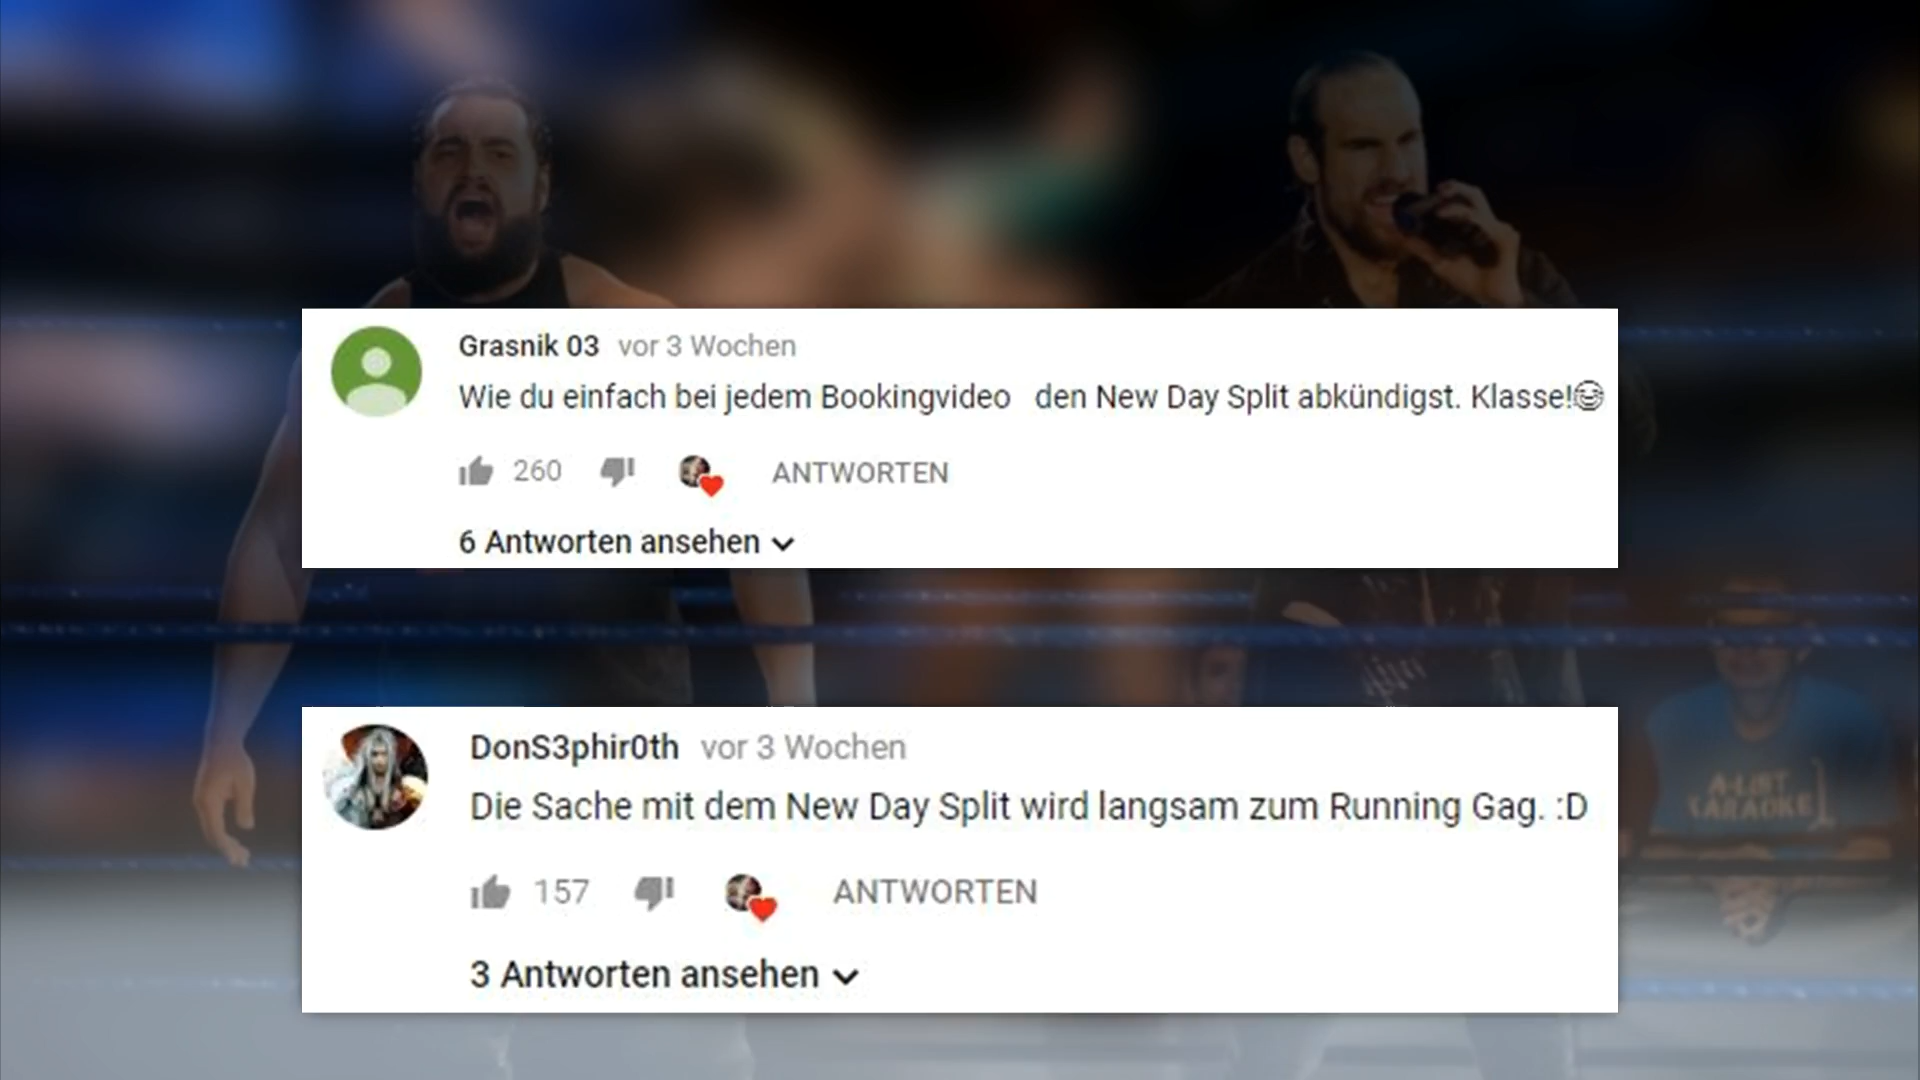 Grasnik 03 vor 3 Wochen
Wie du einfach bei jedem Bookingvideo den New Day Split abkündigst. Klasse!😂
260 ANTWORTEN
6 Antworten ansehen
DonS3phir0th vor 3 Wochen
Die Sache mit dem New Day Split wird langsam zum Running Gag. :D
157 ANTWORTEN
3 Antworten ansehen
A-LIST
KARAOKE